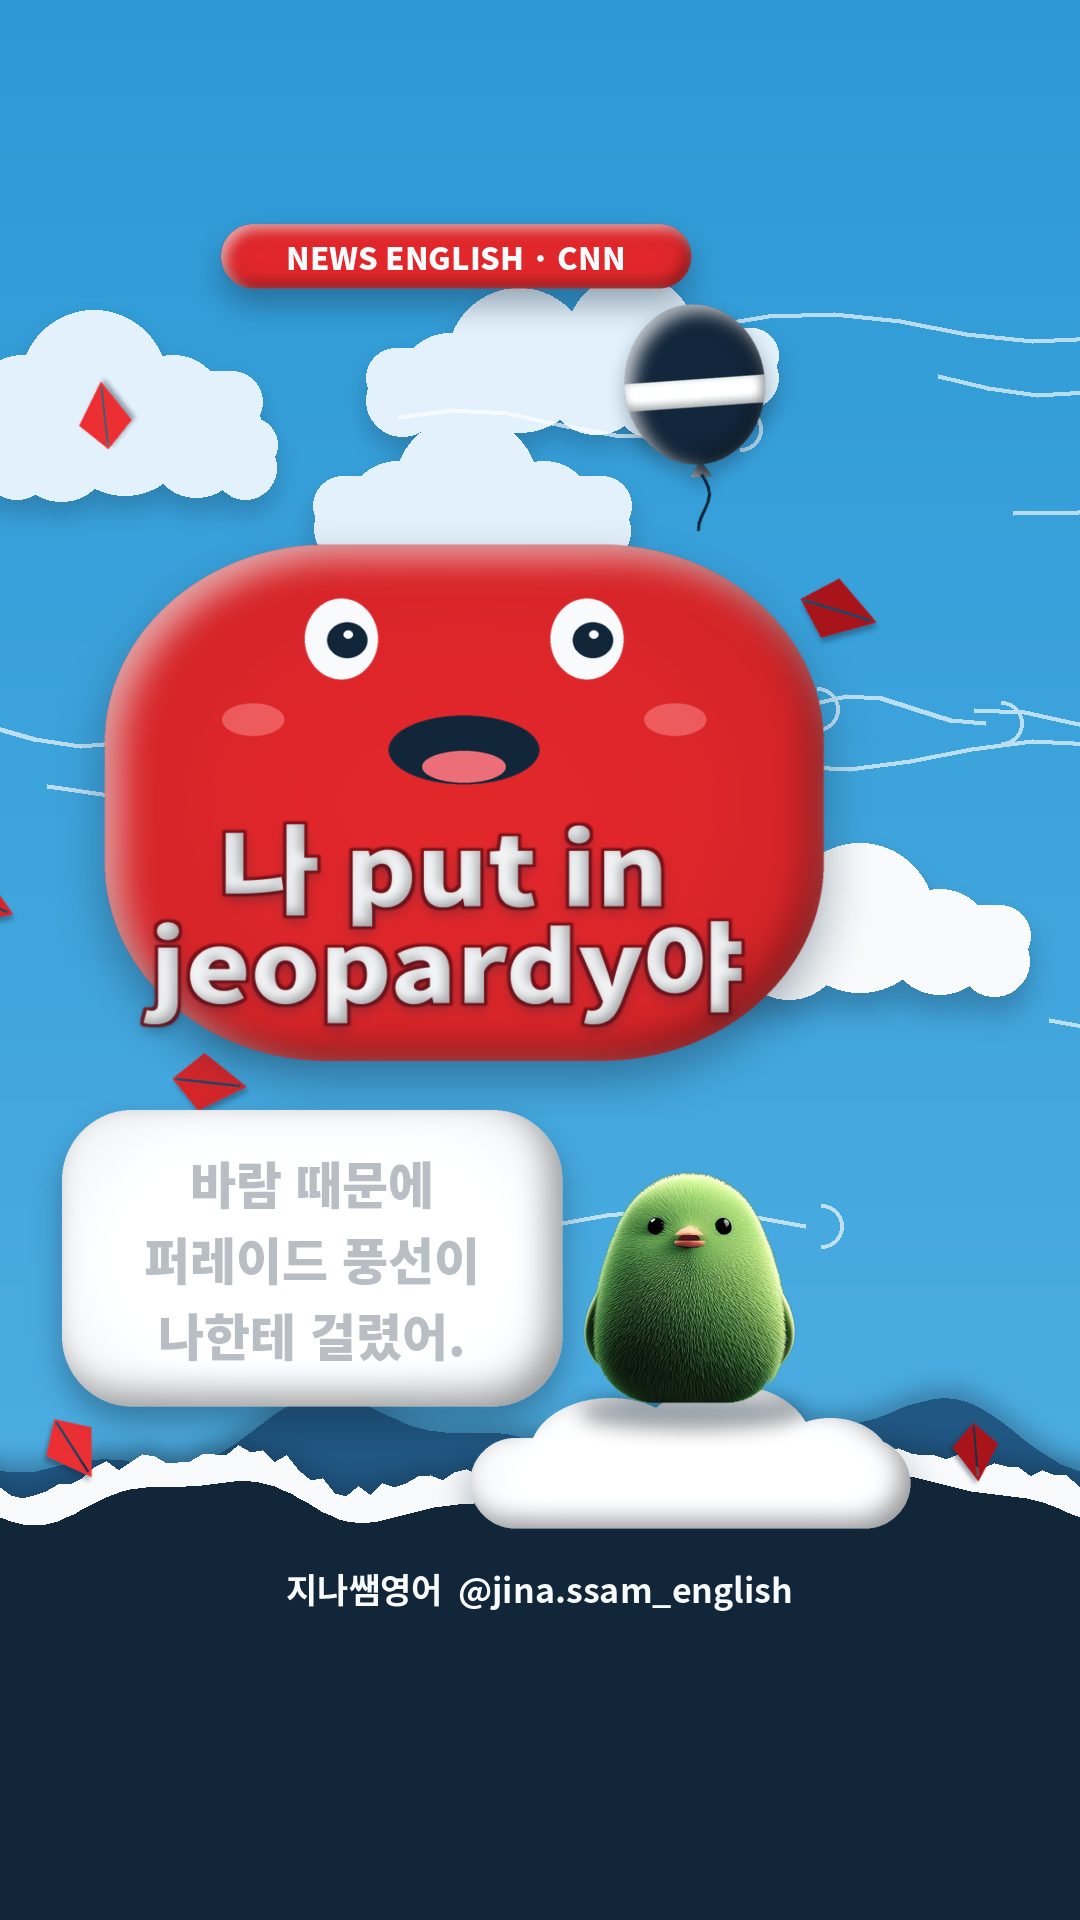 NEWS ENGLISH · CNN
나 put in
jeopardy야
바람 때문에
퍼레이드 풍선이
나한테 걸렸어.
지나쌤영어 @jina.ssam_english